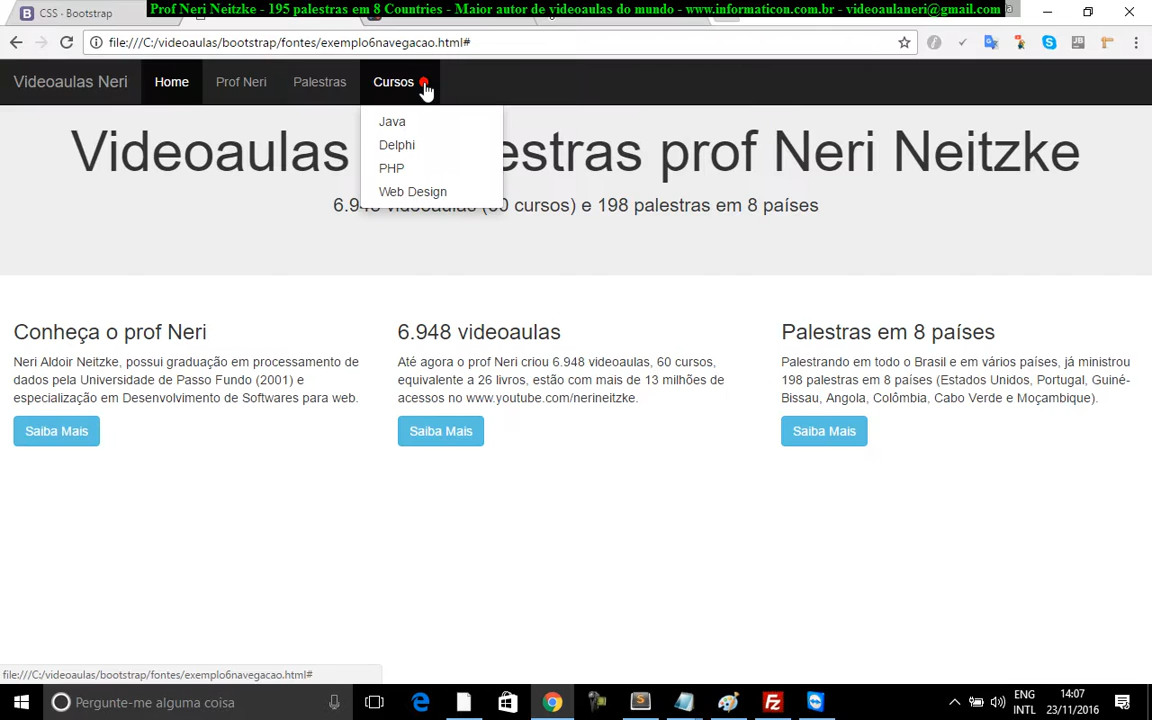 Prof Neri Neitzke - 195 palestras em 8 Countries - Maior autor de videoaulas do mundo - www.informaticon.com.br - videoaulaneri@gmail.com
CSS · Bootstrap
file:///C:/videoaulas/bootstrap/fontes/exemplo6navegacao.html#
Videoaulas Neri Home Prof Neri Palestras Cursos
Java
Delphi
PHP
Web Design
Videoaulas prof Neri Neitzke
cursos) e 198 palestras em 8 países
Conheça o prof Neri
Neri Aldoir Neitzke, possui graduação em processamento de
dados pela Universidade de Passo Fundo (2001) e
especialização em Desenvolvimento de Softwares para web.
Saiba Mais
6.948 videoaulas
Até agora o prof Neri criou 6.948 videoaulas, 60 cursos,
equivalente a 26 livros, estão com mais de 13 milhões de
acessos no www.youtube.com/nerineitzke.
Saiba Mais
Palestras em 8 países
Palestrando em todo o Brasil e em vários países, já ministrou
198 palestras em 8 países (Estados Unidos, Portugal, Guiné-
Bissau, Angola, Colômbia, Cabo Verde e Moçambique).
Saiba Mais
file:///C:/videoaulas/bootstrap/fontes/exemplo6navegacao.html#
Pergunte-me alguma coisa
ENG
INTL
14:07
23/11/2016